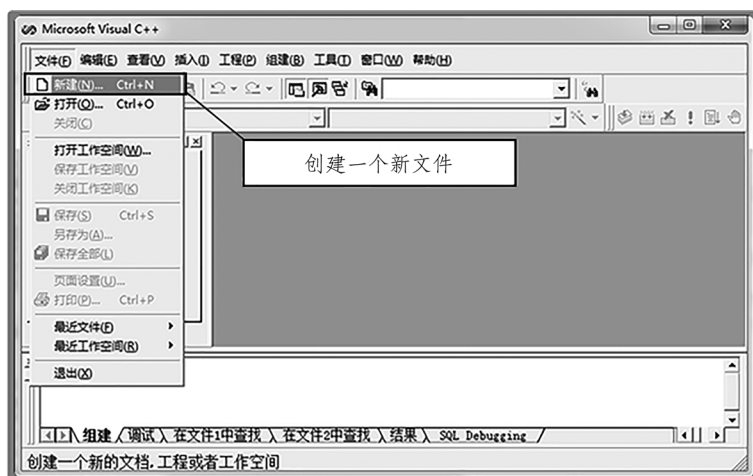 Microsoft Visual C++
文件(F) 编辑(E) 查看(V) 插入(I) 工程(P) 组建(B) 工具(T) 窗口(W) 帮助(H)
新建(N)... Ctrl+N
打开(O)... Ctrl+O
关闭(C)
打开工作空间(W)...
保存工作空间(V)
关闭工作空间(K)
保存(S) Ctrl+S
另存为(A)...
保存全部(L)
页面设置(U)...
打印(P)... Ctrl+P
最近文件(F)
最近工作空间(R)
退出(X)
创建一个新文件
组建 调试 在文件1中查找 在文件2中查找 结果 SQL Debugging
创建一个新的文档,工程或者工作空间